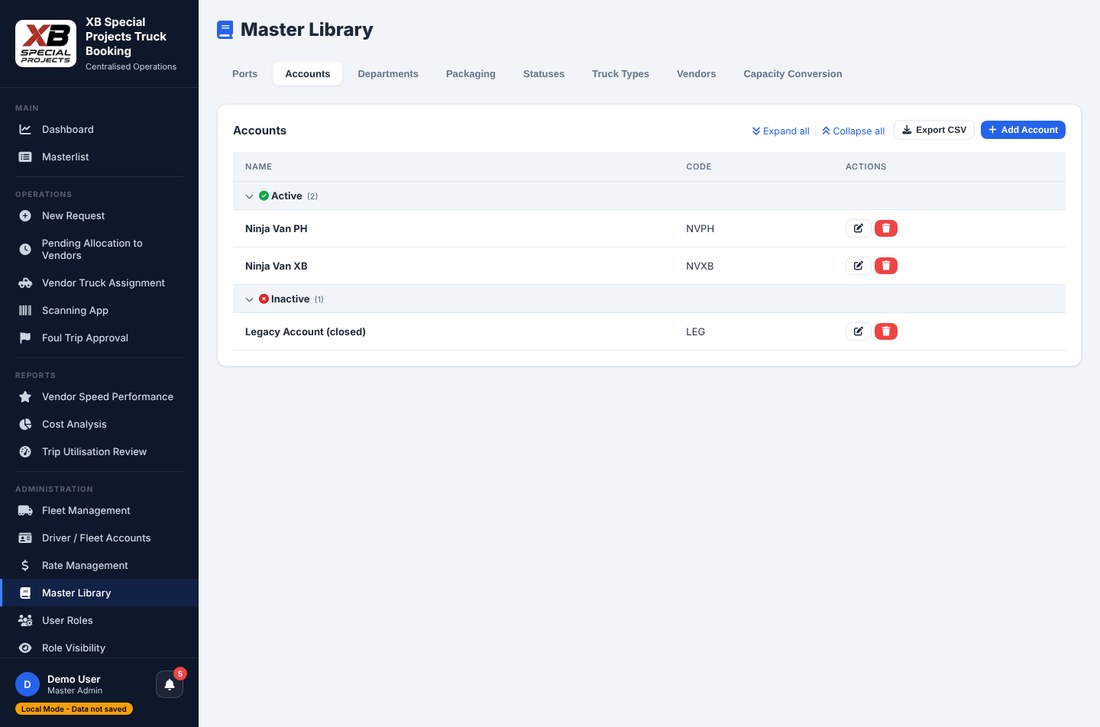 XB
SPECIAL
PROJECTS
XB Special
Projects Truck
Booking
Centralised Operations
MAIN
Dashboard
Masterlist
OPERATIONS
New Request
Pending Allocation to
Vendors
Vendor Truck Assignment
Scanning App
Foul Trip Approval
REPORTS
Vendor Speed Performance
Cost Analysis
Trip Utilisation Review
ADMINISTRATION
Fleet Management
Driver / Fleet Accounts
Rate Management
Master Library
User Roles
Role Visibility
D
Demo User
Master Admin
5
Local Mode - Data not saved
Master Library
Ports Accounts Departments Packaging Statuses Truck Types Vendors Capacity Conversion
Accounts Expand all Collapse all Export CSV Add Account
NAME CODE ACTIONS
Active (2)
Ninja Van PH NVPH
Ninja Van XB NVXB
Inactive (1)
Legacy Account (closed) LEG